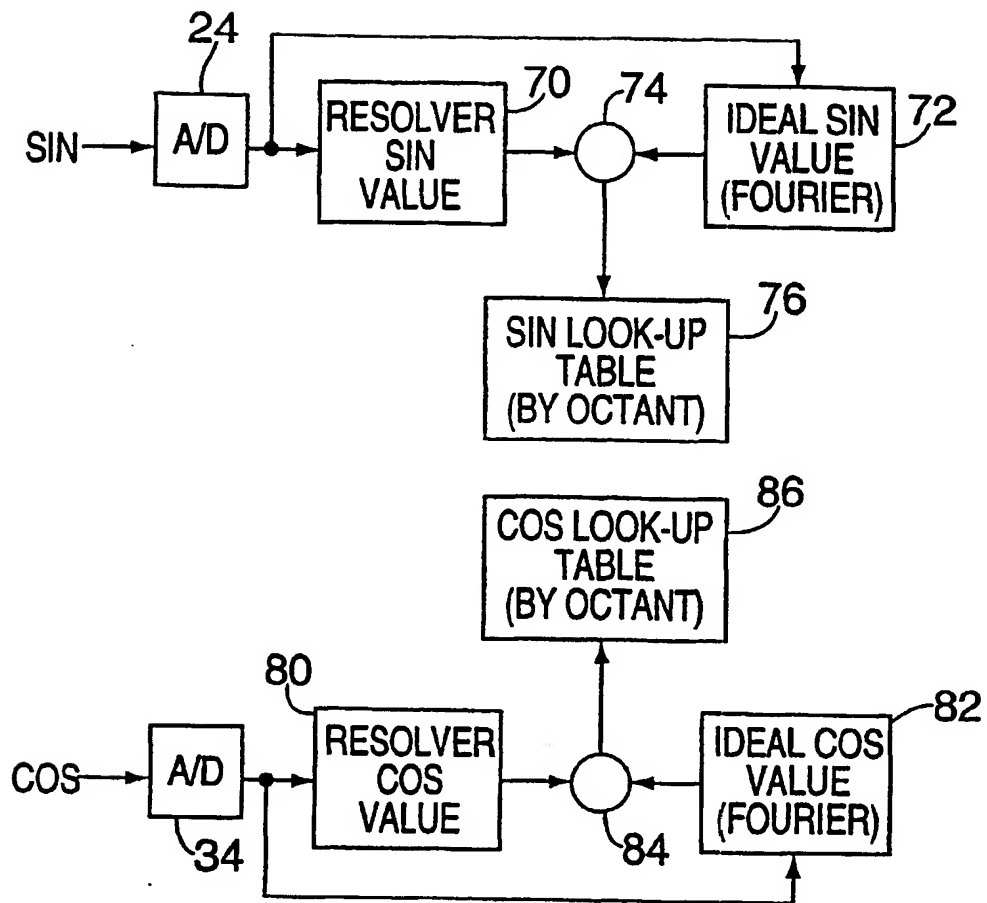 24
SIN
A/D
RESOLVER
SIN
VALUE
70
74
IDEAL SIN
VALUE
(FOURIER)
72
SIN LOOK-UP
TABLE
(BY OCTANT)
76
COS LOOK-UP
TABLE
(BY OCTANT)
86
COS
A/D
34
80
RESOLVER
COS
VALUE
84
IDEAL COS
VALUE
(FOURIER)
82